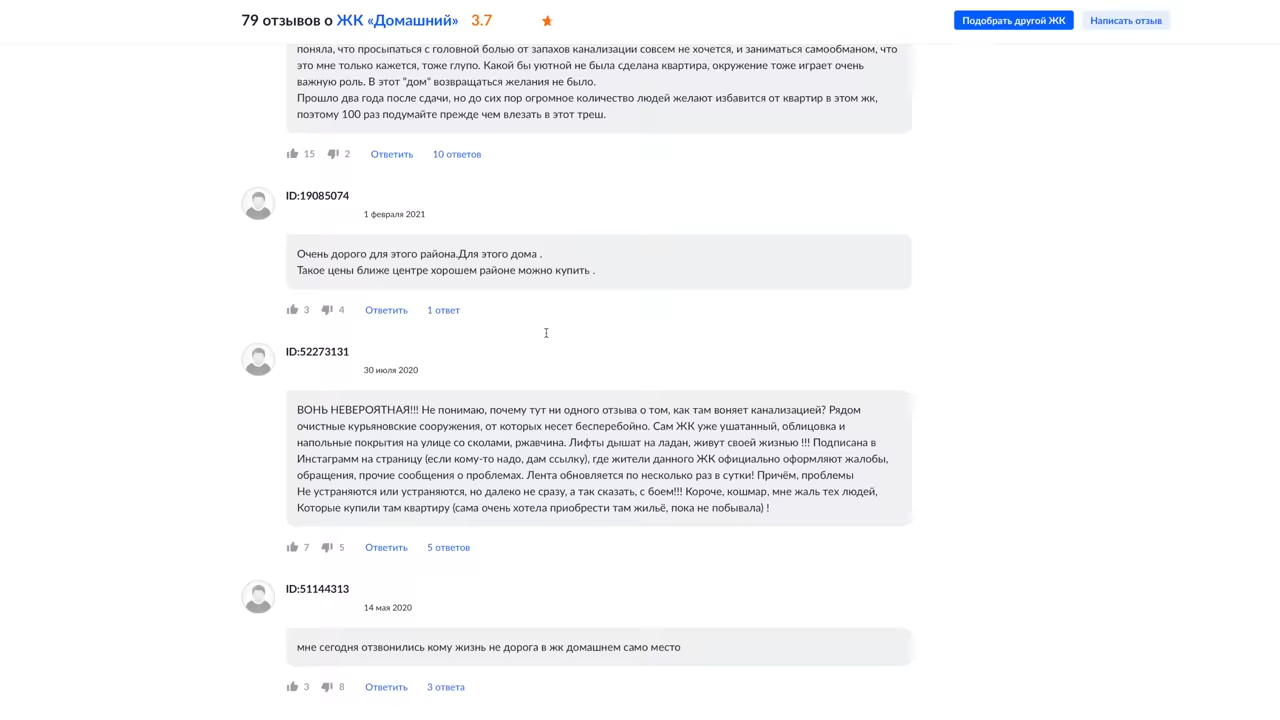 79 отзывов о ЖК «Домашний» 3.7
Подобрать другой ЖК
Написать отзыв
поняла, что просыпаться с головной болью от запахов канализации совсем не хочется, и заниматься самообманом, что
это мне только кажется, тоже глупо. Какой бы уютной не была сделана квартира, окружение тоже играет очень
важную роль. В этот "дом" возвращаться желания не было.
Прошло два года после сдачи, но до сих пор огромное количество людей желают избавится от квартир в этом жк,
поэтому 100 раз подумайте прежде чем влезать в этот треш.
15 2 Ответить 10 ответов
ID:19085074
1 февраля 2021
Очень дорого для этого района.Для этого дома .
Такое цены ближе центре хорошем районе можно купить .
3 4 Ответить 1 ответ
ID:52273131
30 июля 2020
ВОНЬ НЕВЕРОЯТНАЯ!!! Не понимаю, почему тут ни одного отзыва о том, как там воняет канализацией? Рядом
очистные курьяновские сооружения, от которых несет бесперебойно. Сам ЖК уже ушатанный, облицовка и
напольные покрытия на улице со сколами, ржавчина. Лифты дышат на ладан, живут своей жизнью !!! Подписана в
Инстаграмм на страницу (если кому-то надо, дам ссылку), где жители данного ЖК официально оформляют жалобы,
обращения, прочие сообщения о проблемах. Лента обновляется по несколько раз в сутки! Причём, проблемы
Не устраняются или устраняются, но далеко не сразу, а так сказать, с боем!!! Короче, кошмар, мне жаль тех людей,
Которые купили там квартиру (сама очень хотела приобрести там жильё, пока не побывала) !
7 5 Ответить 5 ответов
ID:51144313
14 мая 2020
мне сегодня отзвонились кому жизнь не дорога в жк домашнем само место
3 8 Ответить 3 ответа